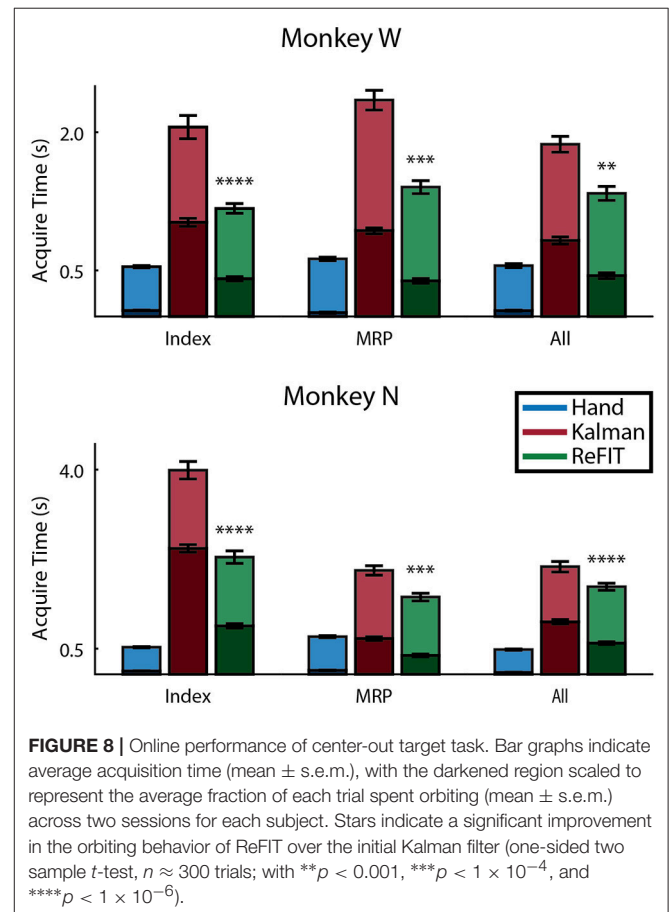 Monkey W
Acquire Time (s)
2.0
0.5
****
***
**
Index
MRP
All
Monkey N
Hand
Kalman
ReFIT
Acquire Time (s)
4.0
0.5
****
***
****
Index
MRP
All
FIGURE 8 | Online performance of center-out target task. Bar graphs indicate
average acquisition time (mean ± s.e.m.), with the darkened region scaled to
represent the average fraction of each trial spent orbiting (mean ± s.e.m.)
across two sessions for each subject. Stars indicate a significant improvement
in the orbiting behavior of ReFIT over the initial Kalman filter (one-sided two
sample t-test, n ≈ 300 trials; with **p < 0.001, ***p < 1 × 10⁻⁴, and
****p < 1 × 10⁻⁶).